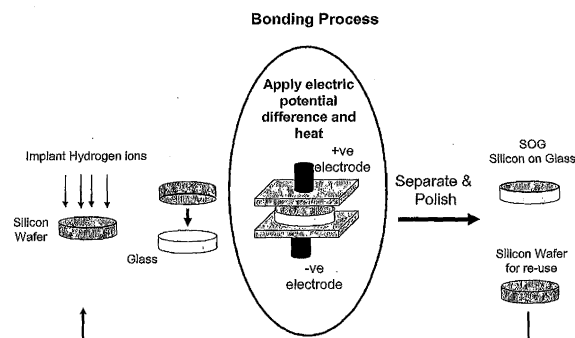 Bonding Process
Apply electric
potential
difference and
heat
+ve
electrode
-ve
electrode
Implant Hydrogen ions
Silicon
Wafer
Glass
Separate &
Polish
SOG
Silicon on Glass
Silicon Wafer
for re-use